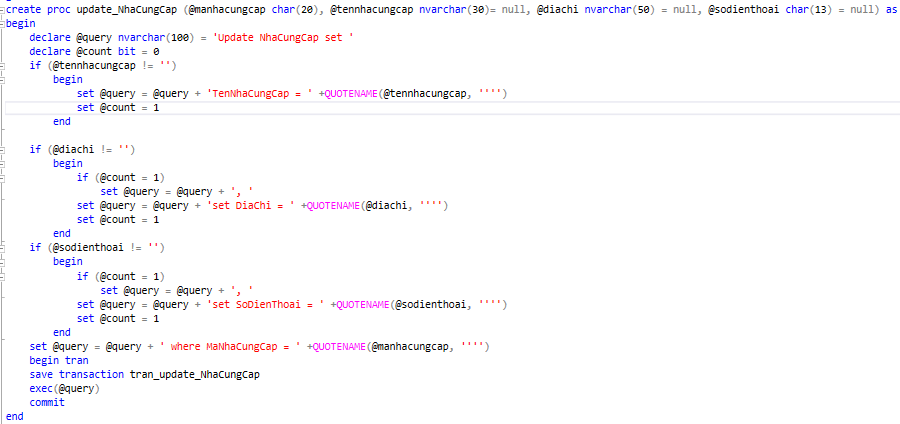 create proc update_NhaCungCap (@manhacungcap char(20), @tennhacungcap nvarchar(30)= null, @diachi nvarchar(50) = null, @sodienthoai char(13) = null) as
begin
    declare @query nvarchar(100) = 'Update NhaCungCap set '
    declare @count bit = 0
    if (@tennhacungcap != '')
        begin
            set @query = @query + 'TenNhaCungCap = ' +QUOTENAME(@tennhacungcap, '''')
            set @count = 1
        end
    if (@diachi != '')
        begin
            if (@count = 1)
                set @query = @query + ', '
            set @query = @query + 'set DiaChi = ' +QUOTENAME(@diachi, '''')
            set @count = 1
        end
    if (@sodienthoai != '')
        begin
            if (@count = 1)
                set @query = @query + ', '
            set @query = @query + 'set SoDienThoai = ' +QUOTENAME(@sodienthoai, '''')
            set @count = 1
        end
    set @query = @query + ' where MaNhaCungCap = ' +QUOTENAME(@manhacungcap, '''')
    begin tran
    save transaction tran_update_NhaCungCap
    exec(@query)
    commit
end